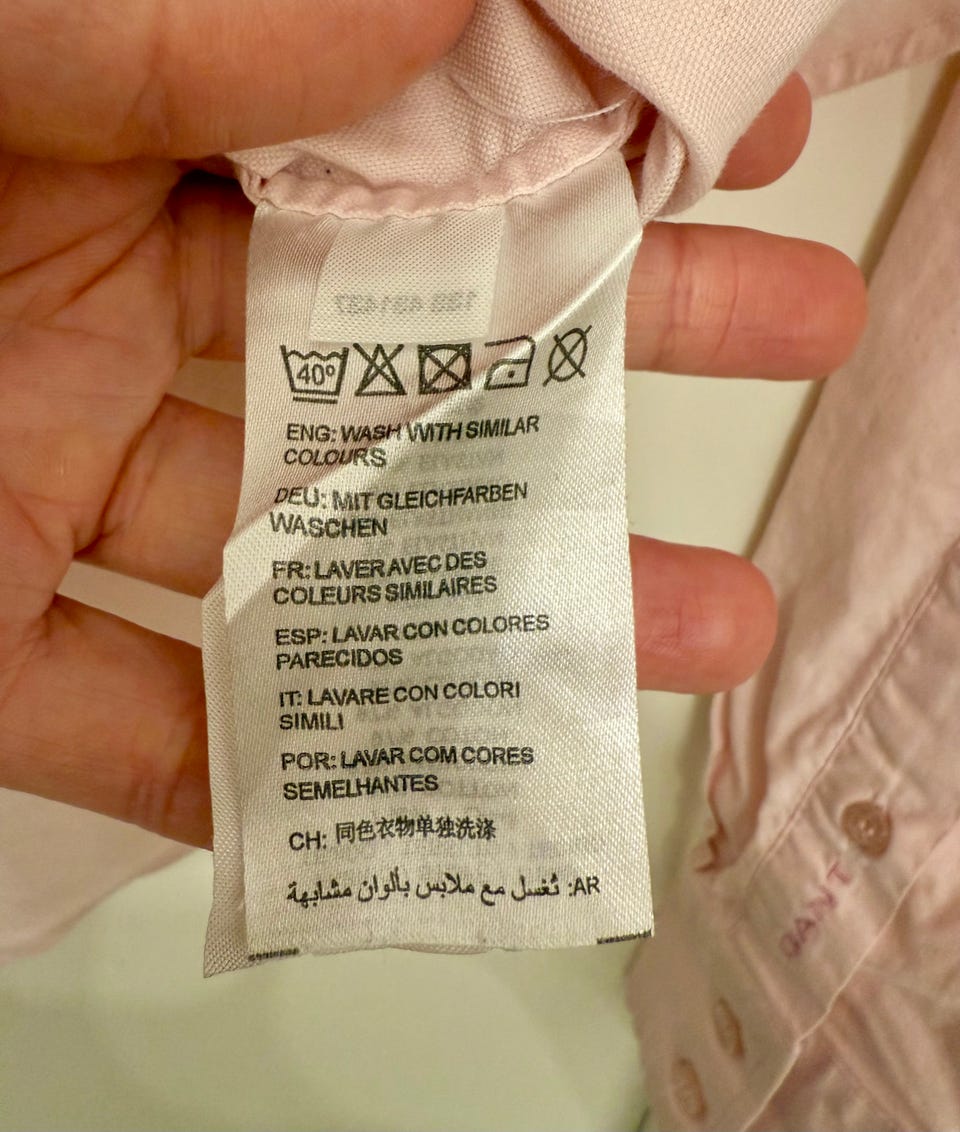 40°
ENG: WASH WITH SIMILAR
COLOURS
DEU: MIT GLEICHFARBEN
WASCHEN
FR: LAVER AVEC DES
COLEURS SIMILAIRES
ESP: LAVAR CON COLORES
PARECIDOS
IT: LAVARE CON COLORI
SIMILI
POR: LAVAR COM CORES
SEMELHANTES
CH: 同色衣物单独洗涤
AR: تُغسل مع ملابس بألوان مشابهة
GANT